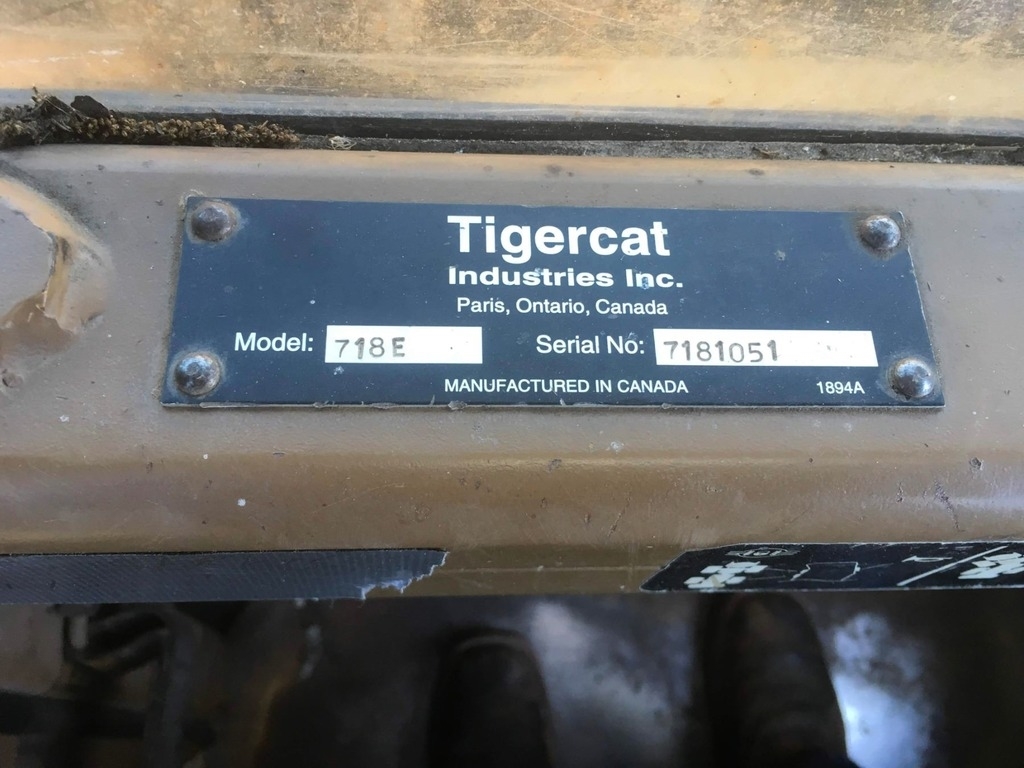 Tigercat
Industries Inc.
Paris, Ontario, Canada
Model: 718E Serial No: 7181051
MANUFACTURED IN CANADA 1894A